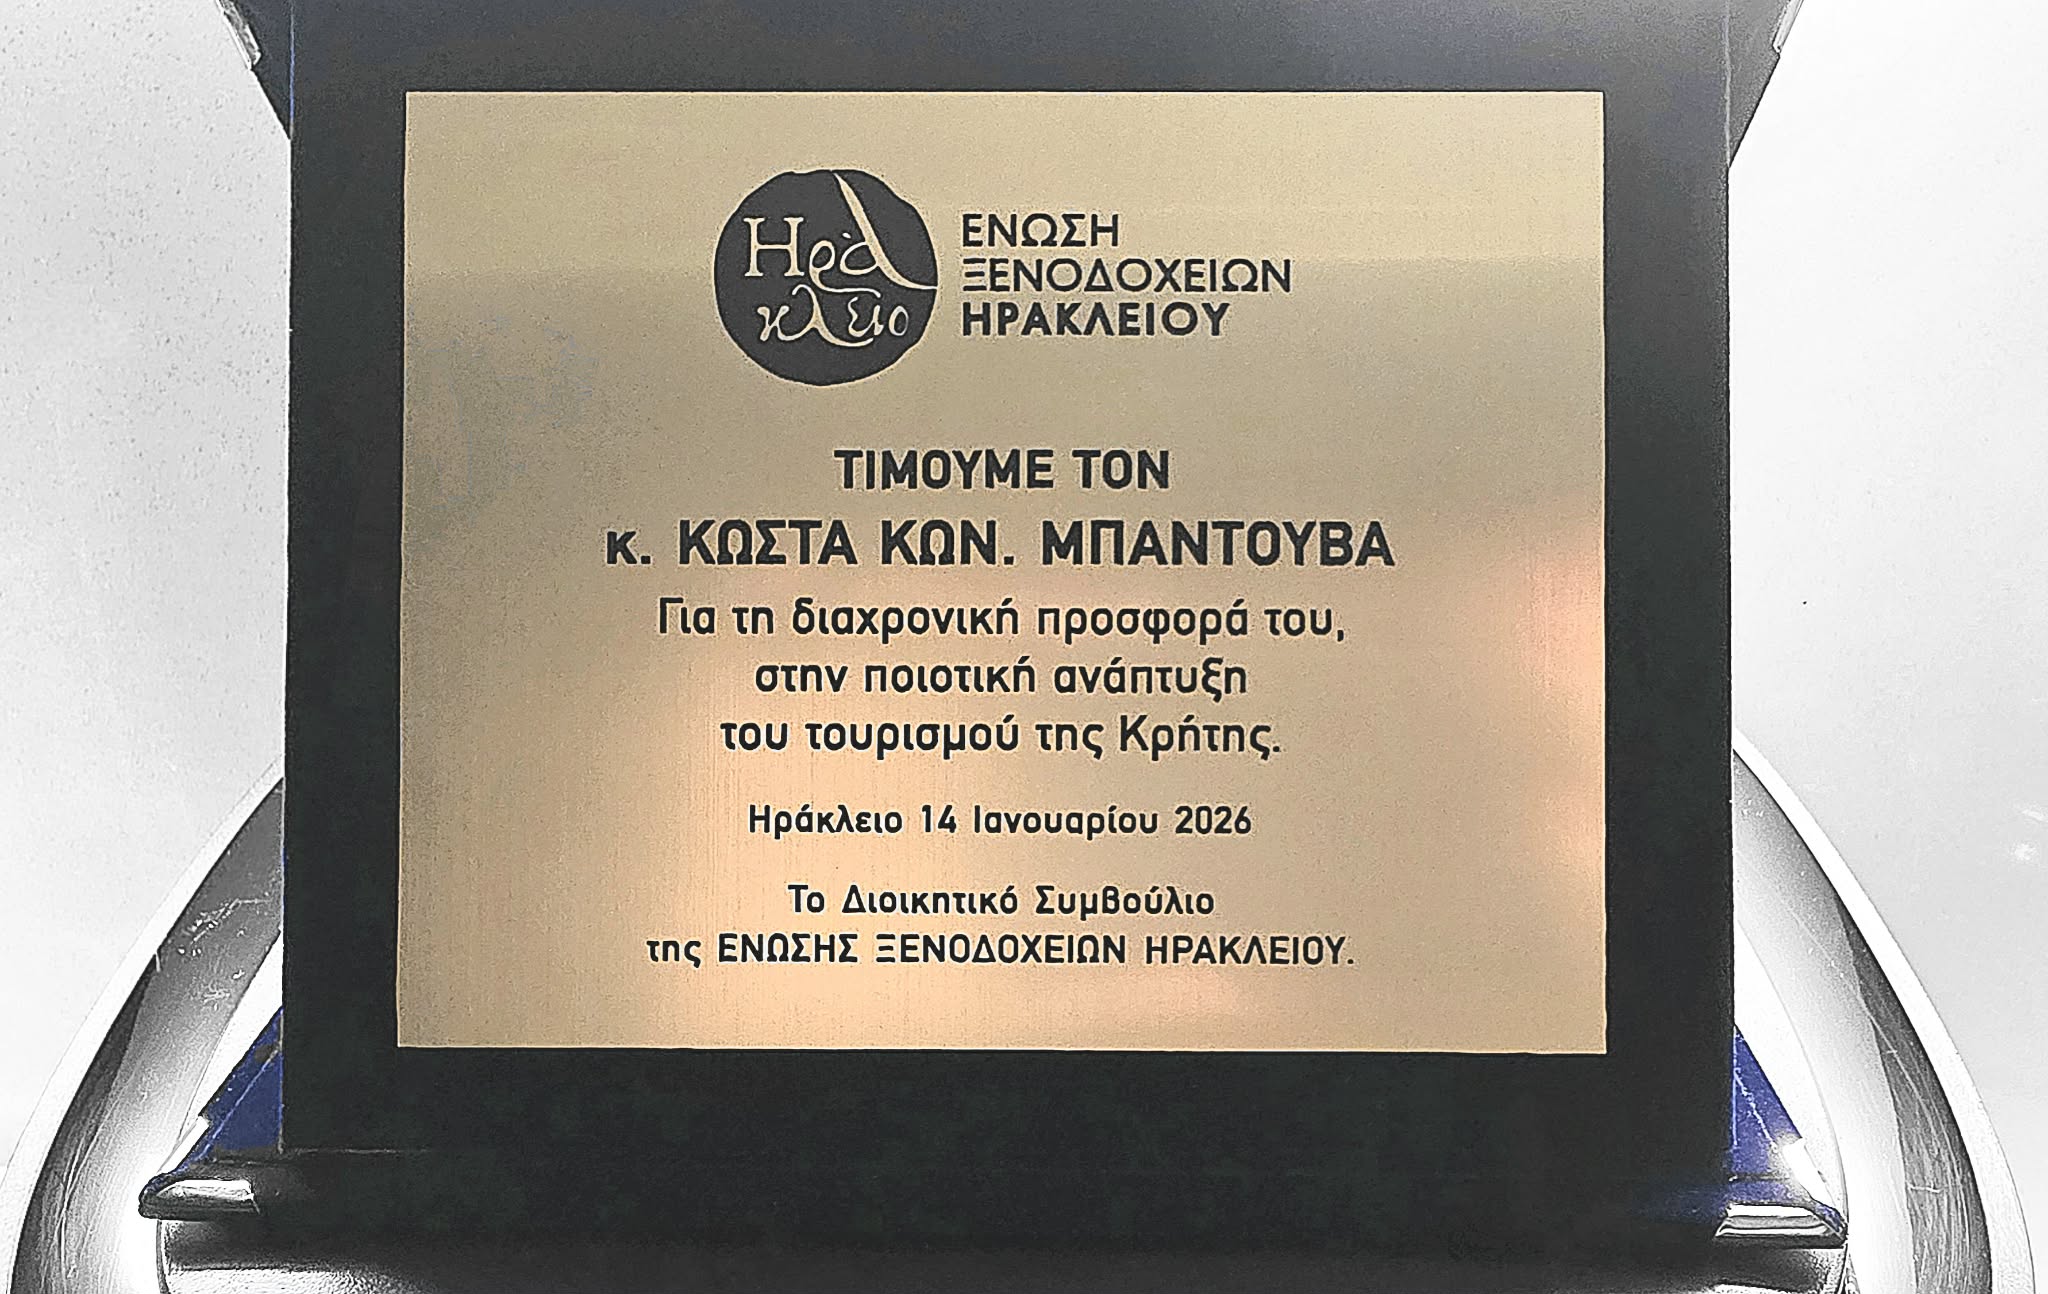 Ηρά
κλειο
ΕΝΩΣΗ
ΞΕΝΟΔΟΧΕΙΩΝ
ΗΡΑΚΛΕΙΟΥ
ΤΙΜΟΥΜΕ ΤΟΝ
κ. ΚΩΣΤΑ ΚΩΝ. ΜΠΑΝΤΟΥΒΑ
Για τη διαχρονική προσφορά του,
στην ποιοτική ανάπτυξη
του τουρισμού της Κρήτης.
Ηράκλειο 14 Ιανουαρίου 2026
Το Διοικητικό Συμβούλιο
της ΕΝΩΣΗΣ ΞΕΝΟΔΟΧΕΙΩΝ ΗΡΑΚΛΕΙΟΥ.